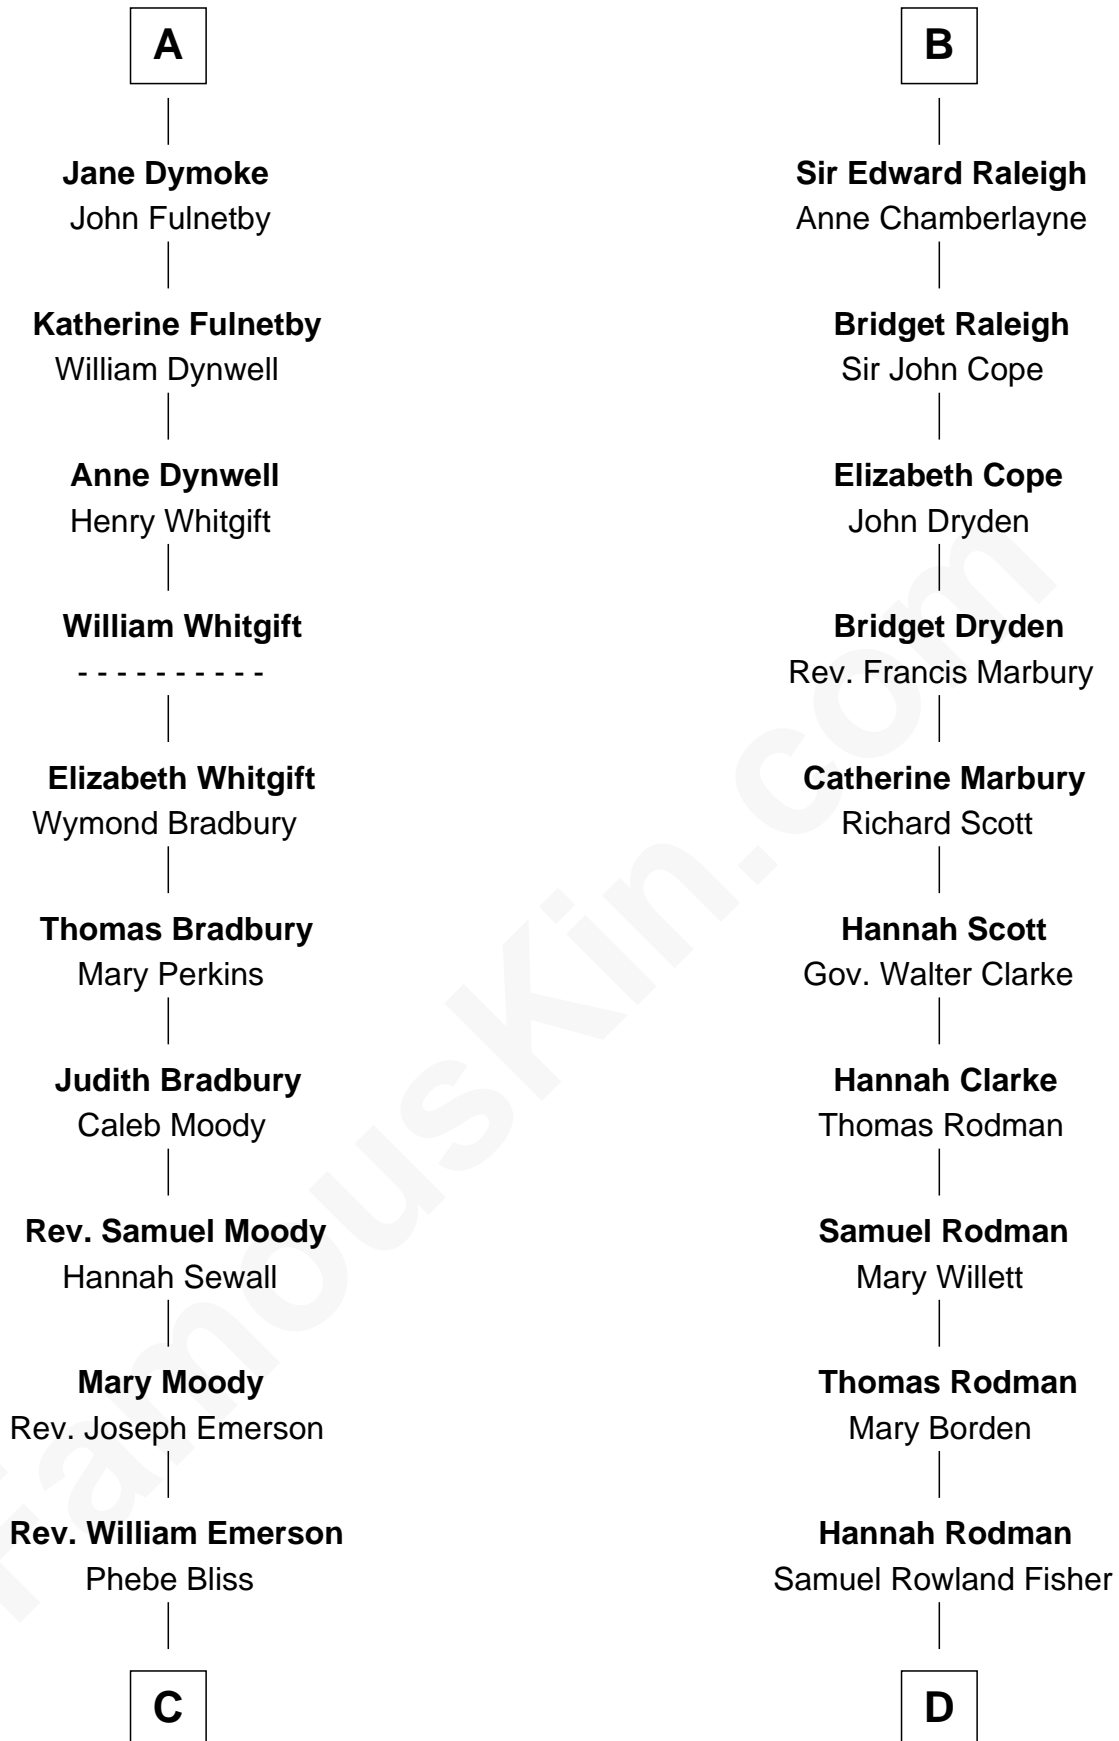 A
Jane Dymoke
John Fulnetby
Katherine Fulnetby
William Dynwell
Anne Dynwell
Henry Whitgift
William Whitgift
- - - - - - - - - -
Elizabeth Whitgift
Wymond Bradbury
Thomas Bradbury
Mary Perkins
Judith Bradbury
Caleb Moody
Rev. Samuel Moody
Hannah Sewall
Mary Moody
Rev. Joseph Emerson
Rev. William Emerson
Phebe Bliss
C
B
Sir Edward Raleigh
Anne Chamberlayne
Bridget Raleigh
Sir John Cope
Elizabeth Cope
John Dryden
Bridget Dryden
Rev. Francis Marbury
Catherine Marbury
Richard Scott
Hannah Scott
Gov. Walter Clarke
Hannah Clarke
Thomas Rodman
Samuel Rodman
Mary Willett
Thomas Rodman
Mary Borden
Hannah Rodman
Samuel Rowland Fisher
D
FamousKin.com